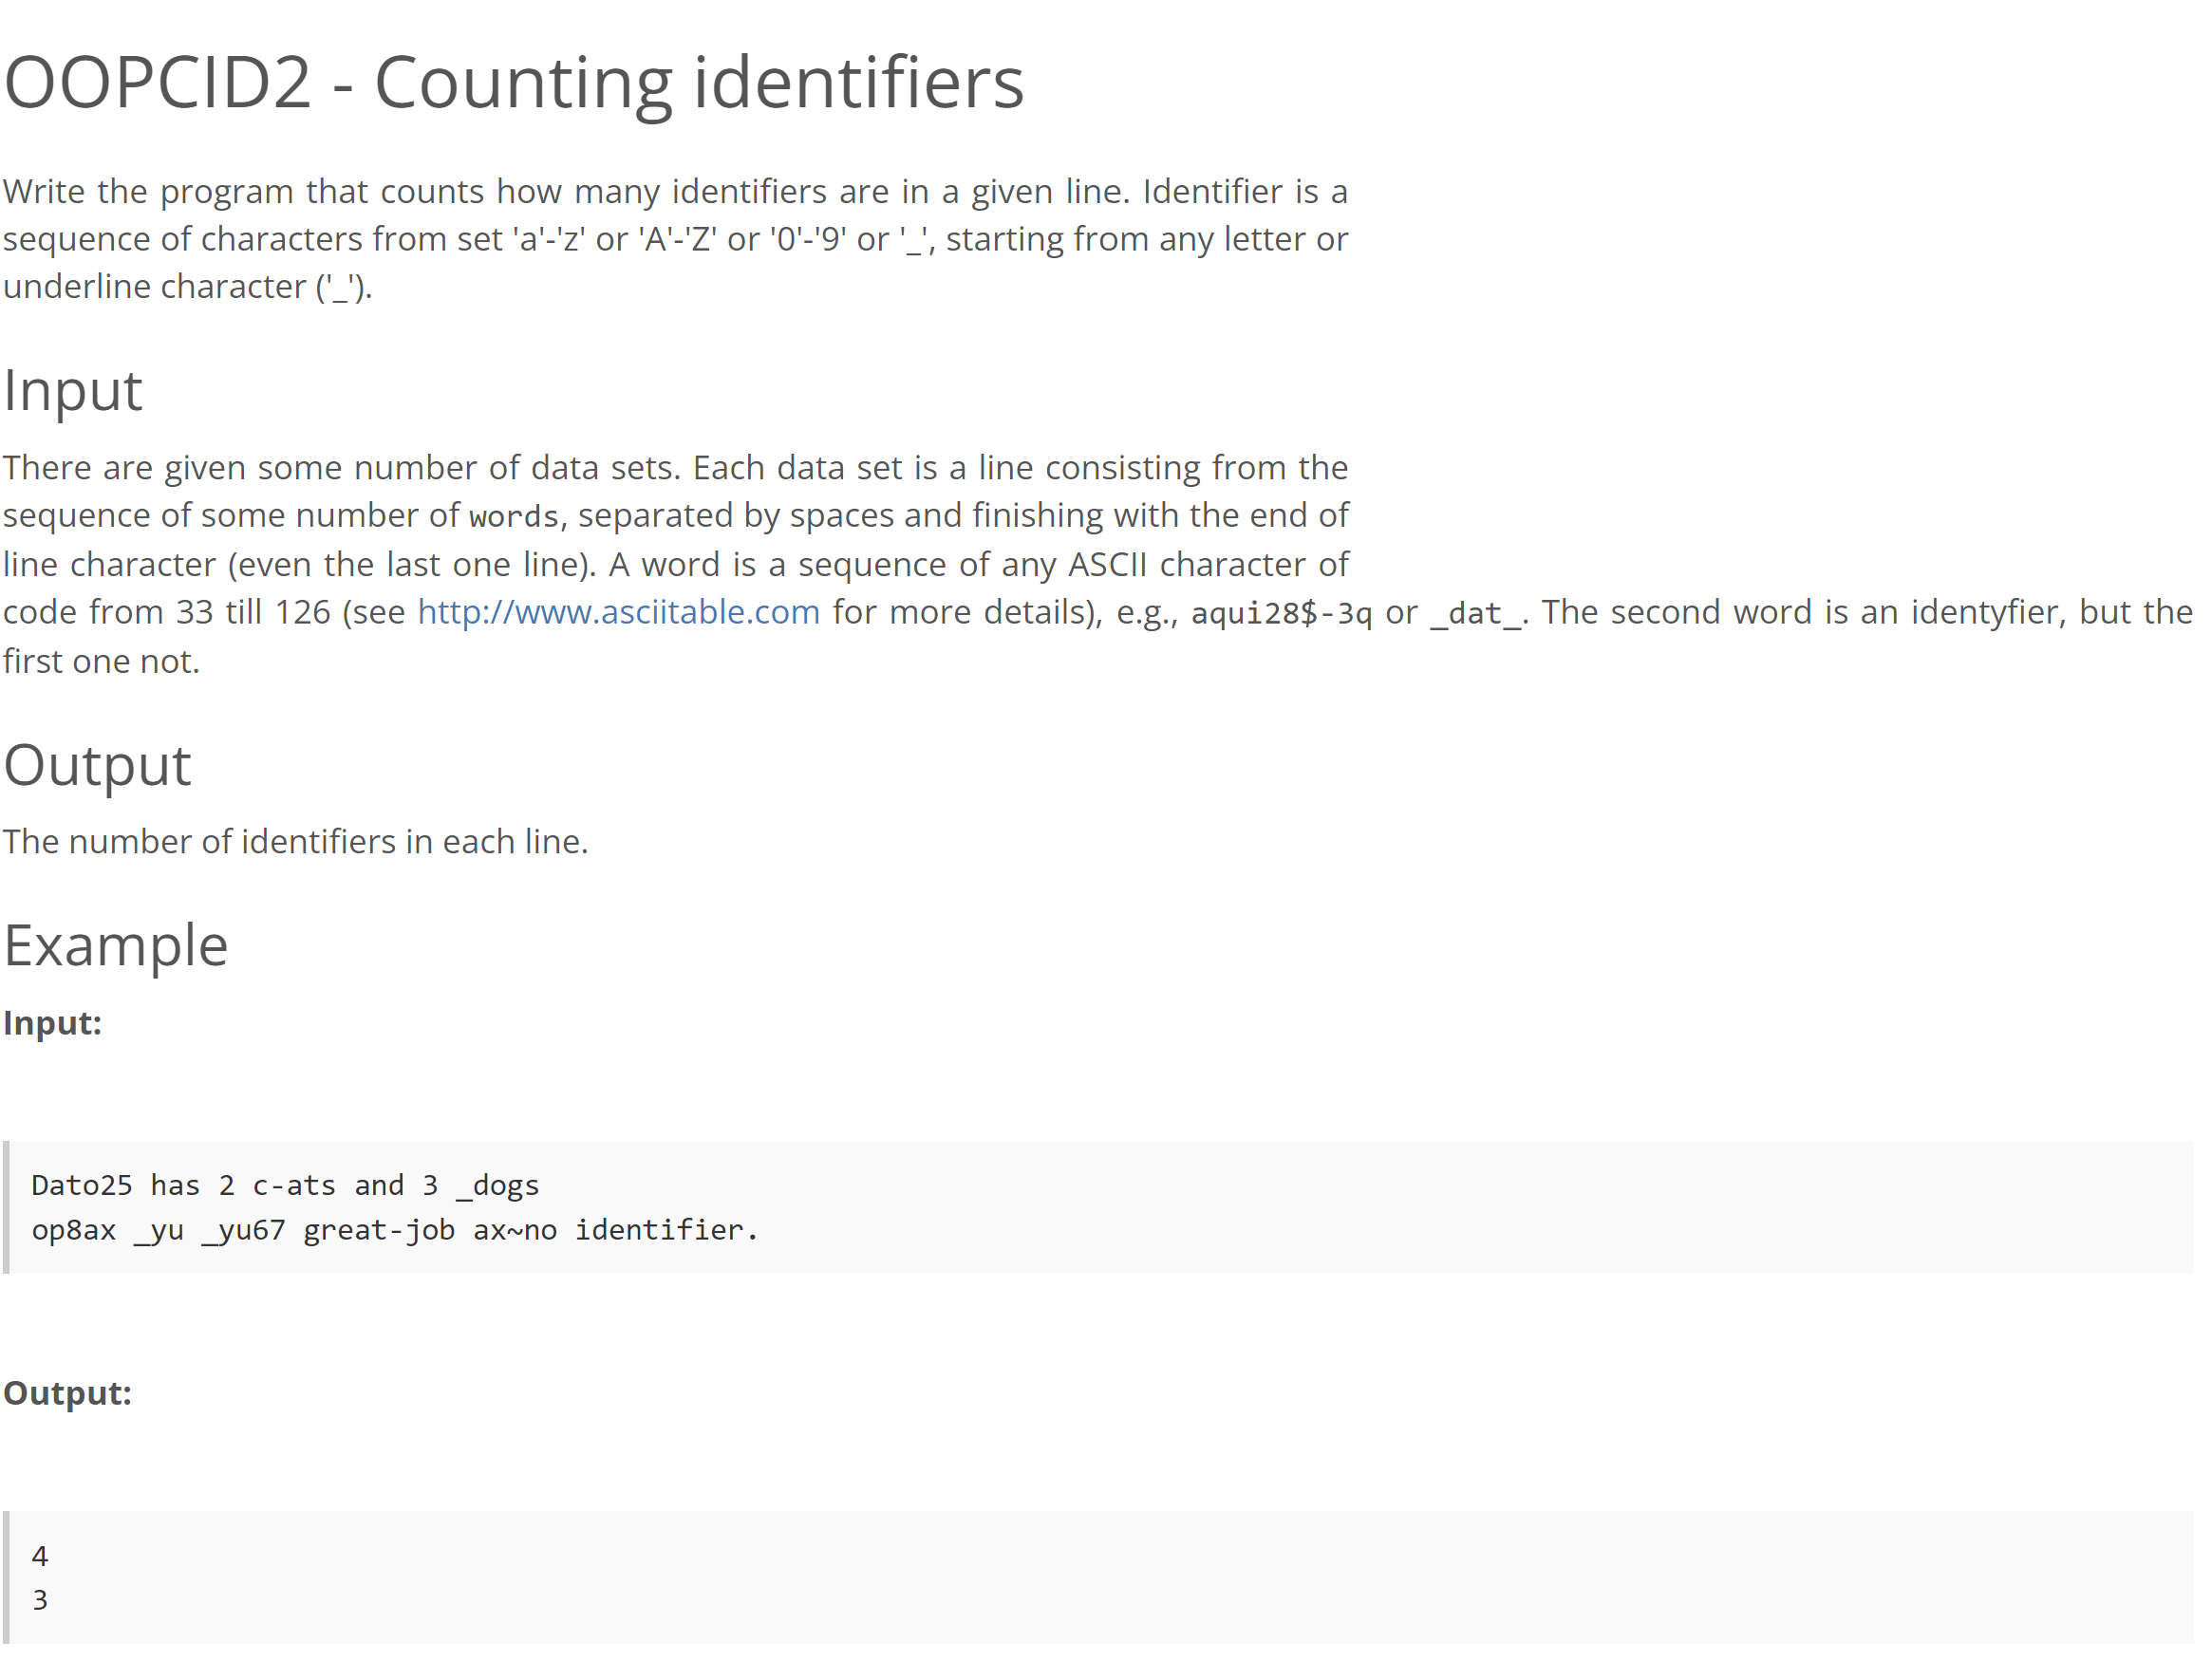 OOPCID2 - Counting identifiers
Write the program that counts how many identifiers are in a given line. Identifier is a
sequence of characters from set 'a'-'z' or 'A'-'Z' or '0'-'9' or '_', starting from any letter or
underline character ('_').
Input
There are given some number of data sets. Each data set is a line consisting from the
sequence of some number of words, separated by spaces and finishing with the end of
line character (even the last one line). A word is a sequence of any ASCII character of
code from 33 till 126 (see http://www.asciitable.com for more details), e.g., aqui28$-3q or _dat_. The second word is an identyfier, but the
first one not.
Output
The number of identifiers in each line.
Example
Input:
Dato25 has 2 c-ats and 3 _dogs
op8ax _yu _yu67 great-job ax~no identifier.
Output:
4
3